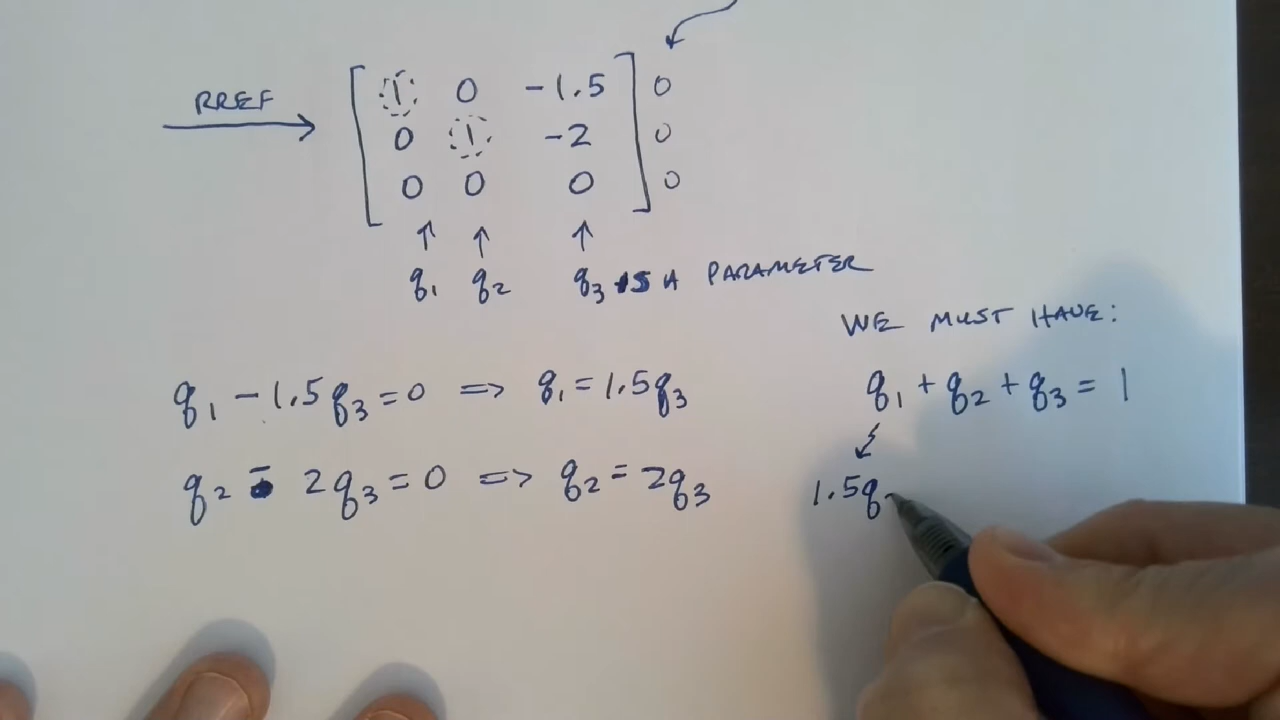 RREF
1 0 -1.5 0
0 1 -2 0
0 0 0 0
↑ ↑ ↑
q₁ q₂ q₃ IS A PARAMETER
WE MUST HAVE:
q₁ - 1.5q₃ = 0 => q₁ = 1.5q₃
q₁ + q₂ + q₃ = 1
q₂ - 2q₃ = 0 => q₂ = 2q₃
1.5q